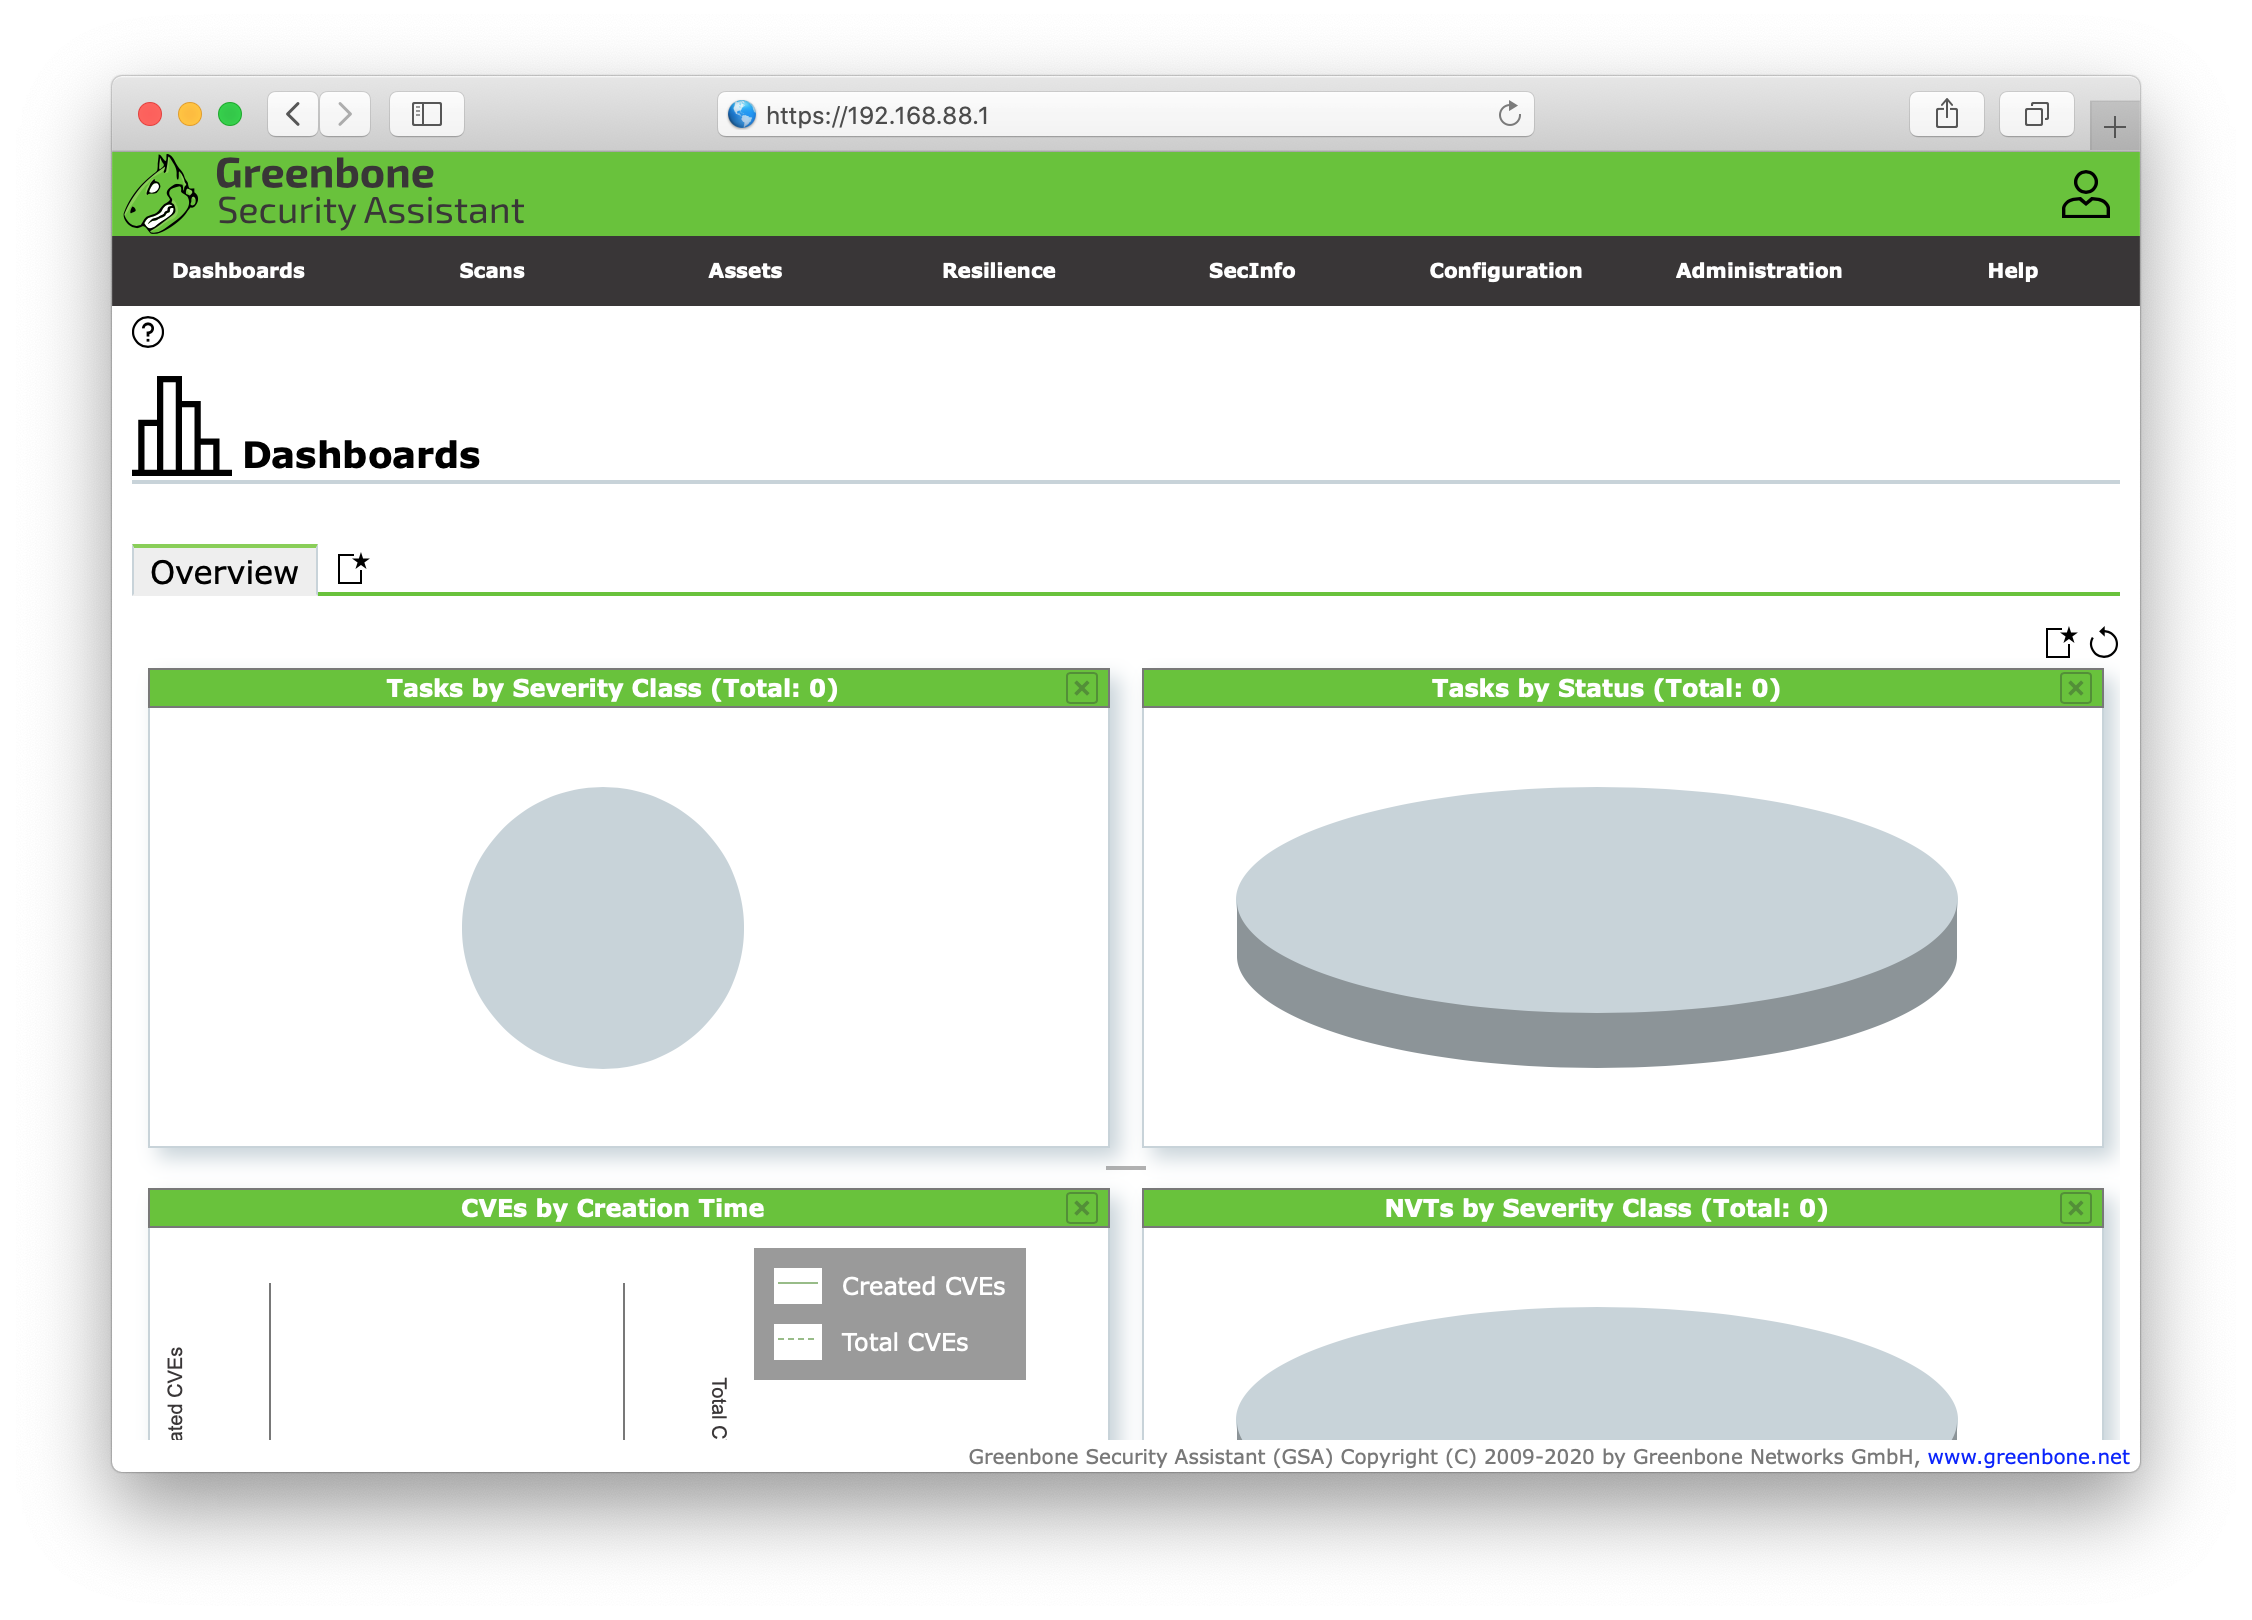 https://192.168.88.1
Greenbone
Security Assistant
Dashboards Scans Assets Resilience SecInfo Configuration Administration Help
?
Dashboards
Overview
Tasks by Severity Class (Total: 0)
Tasks by Status (Total: 0)
CVEs by Creation Time
Created CVEs
Total CVEs
ated CVEs
Total C
NVTs by Severity Class (Total: 0)
Greenbone Security Assistant (GSA) Copyright (C) 2009-2020 by Greenbone Networks GmbH, www.greenbone.net